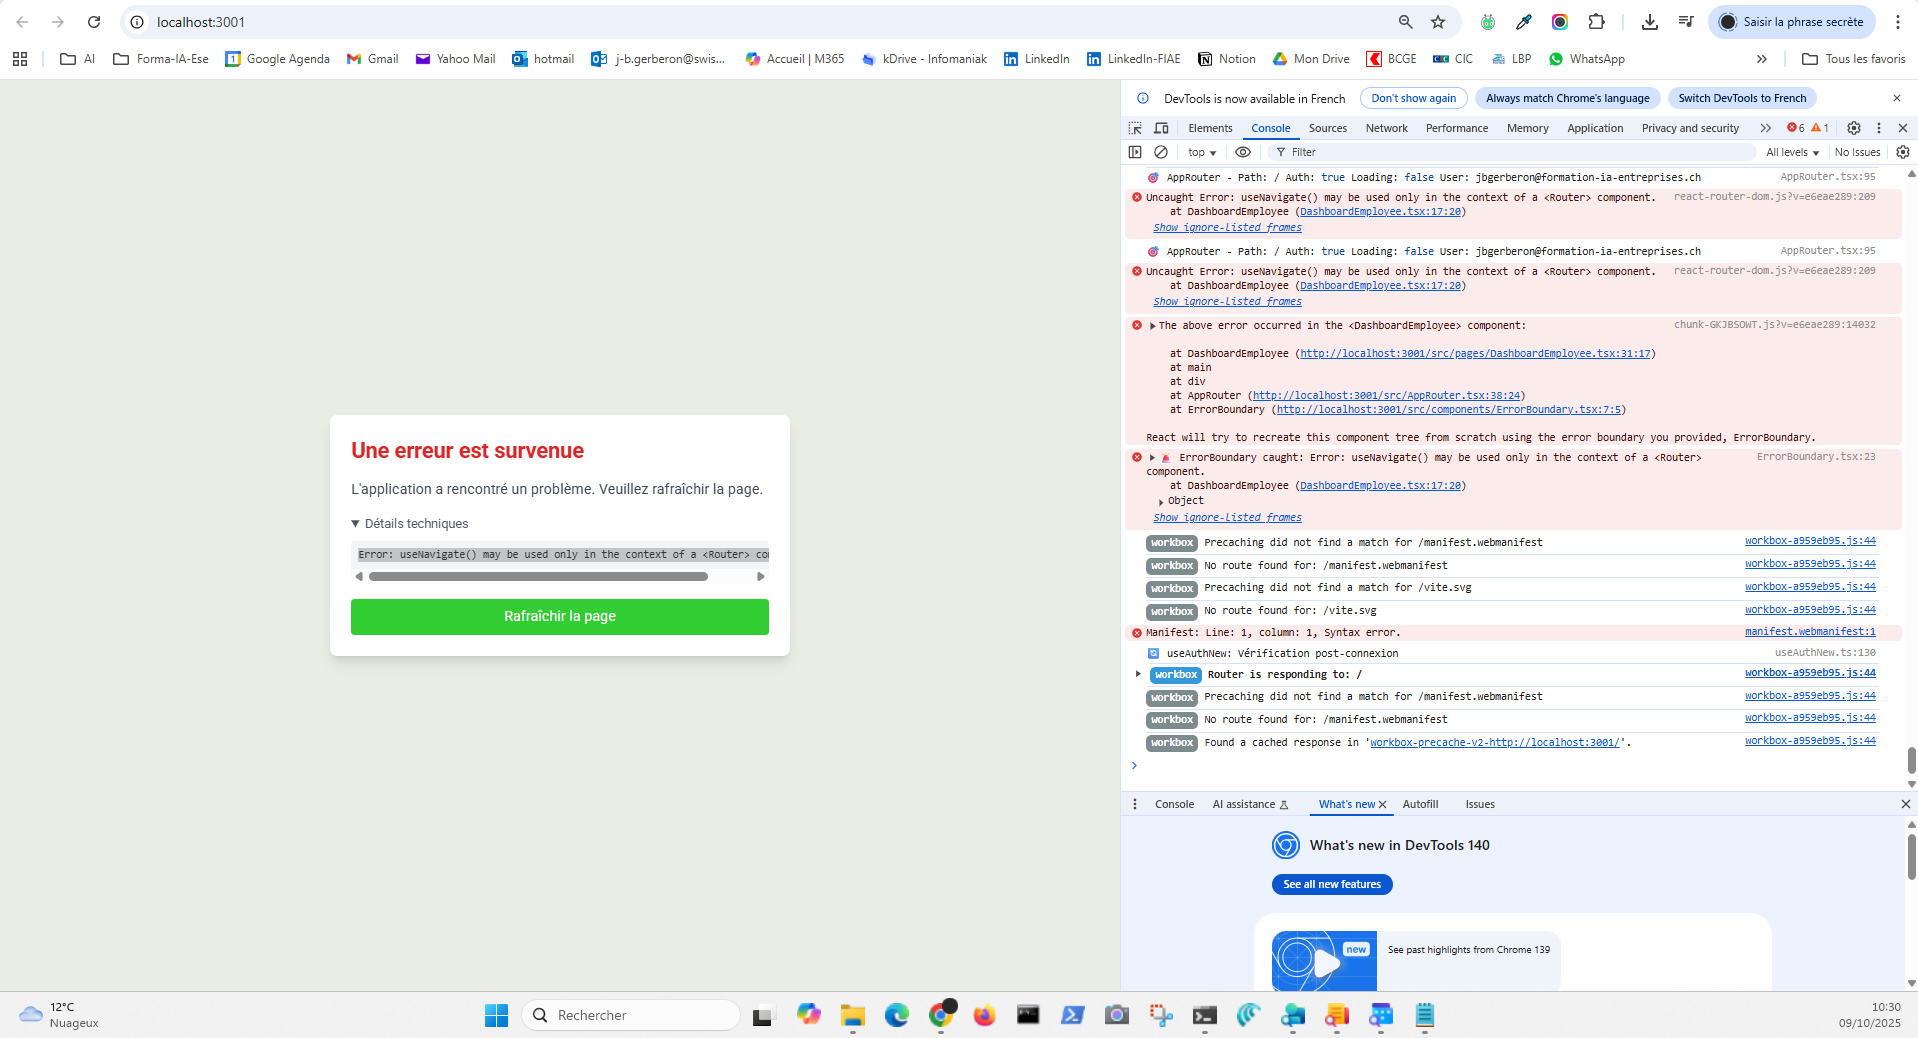 localhost:3001
Saisir la phrase secrète
AI
Forma-IA-Ese
Google Agenda
Gmail
Yahoo Mail
hotmail
j-b.gerberon@swis...
Accueil | M365
kDrive - Infomaniak
LinkedIn
LinkedIn-FIAE
Notion
Mon Drive
BCGE
CIC
LBP
WhatsApp
Tous les favoris
Une erreur est survenue
L'application a rencontré un problème. Veuillez rafraîchir la page.
▼ Détails techniques
Error: useNavigate() may be used only in the context of a <Router> co
Rafraîchir la page
DevTools is now available in French
Don't show again
Always match Chrome's language
Switch DevTools to French
Elements
Console
Sources
Network
Performance
Memory
Application
Privacy and security
6
1
top
Filter
All levels
No Issues
AppRouter - Path: / Auth: true Loading: false User: jbgerberon@formation-ia-entreprises.ch AppRouter.tsx:95
Uncaught Error: useNavigate() may be used only in the context of a <Router> component. react-router-dom.js?v=e6eae289:209
at DashboardEmployee (DashboardEmployee.tsx:17:20)
Show ignore-listed frames
AppRouter - Path: / Auth: true Loading: false User: jbgerberon@formation-ia-entreprises.ch AppRouter.tsx:95
Uncaught Error: useNavigate() may be used only in the context of a <Router> component. react-router-dom.js?v=e6eae289:209
at DashboardEmployee (DashboardEmployee.tsx:17:20)
Show ignore-listed frames
The above error occurred in the <DashboardEmployee> component: chunk-GKJBSOWT.js?v=e6eae289:14032
at DashboardEmployee (http://localhost:3001/src/pages/DashboardEmployee.tsx:31:17)
at main
at div
at AppRouter (http://localhost:3001/src/AppRouter.tsx:38:24)
at ErrorBoundary (http://localhost:3001/src/components/ErrorBoundary.tsx:7:5)
React will try to recreate this component tree from scratch using the error boundary you provided, ErrorBoundary.
ErrorBoundary caught: Error: useNavigate() may be used only in the context of a <Router> ErrorBoundary.tsx:23
component.
at DashboardEmployee (DashboardEmployee.tsx:17:20)
Object
Show ignore-listed frames
workbox Precaching did not find a match for /manifest.webmanifest workbox-a959eb95.js:44
workbox No route found for: /manifest.webmanifest workbox-a959eb95.js:44
workbox Precaching did not find a match for /vite.svg workbox-a959eb95.js:44
workbox No route found for: /vite.svg workbox-a959eb95.js:44
Manifest: Line: 1, column: 1, Syntax error. manifest.webmanifest:1
useAuthNew: Vérification post-connexion useAuthNew.ts:130
workbox Router is responding to: / workbox-a959eb95.js:44
workbox Precaching did not find a match for /manifest.webmanifest workbox-a959eb95.js:44
workbox No route found for: /manifest.webmanifest workbox-a959eb95.js:44
workbox Found a cached response in 'workbox-precache-v2-http://localhost:3001/'. workbox-a959eb95.js:44
Console
AI assistance
What's new
Autofill
Issues
What's new in DevTools 140
See all new features
new
See past highlights from Chrome 139
12°C
Nuageux
Rechercher
10:30
09/10/2025